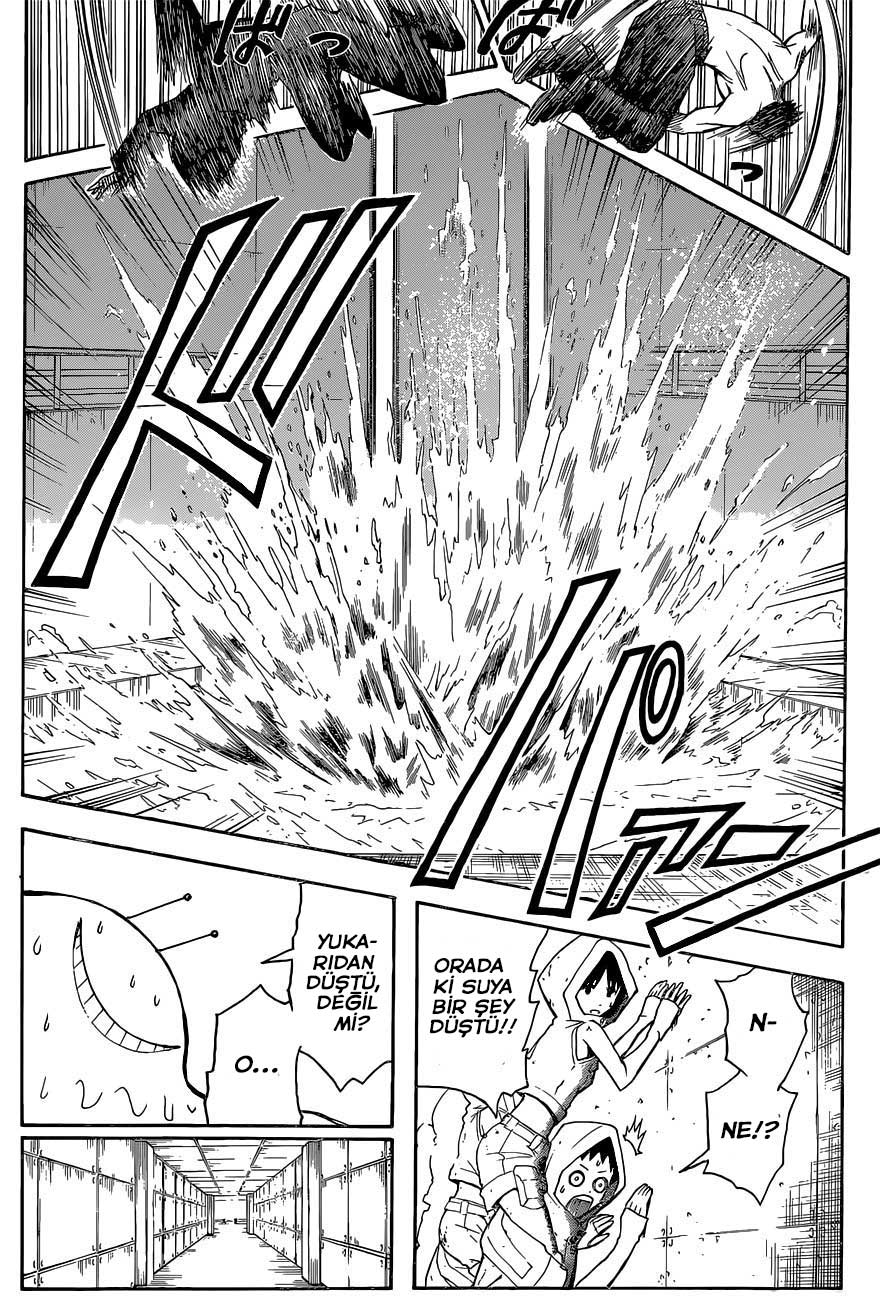 ばっ
ばっ
ドパァーン
N-
NE!?
ORADA
Kİ SUYA
BİR ŞEY
DÜŞTÜ!!
YUKA-
RIDAN
DÜŞTÜ,
DEĞİL
Mİ?
O...